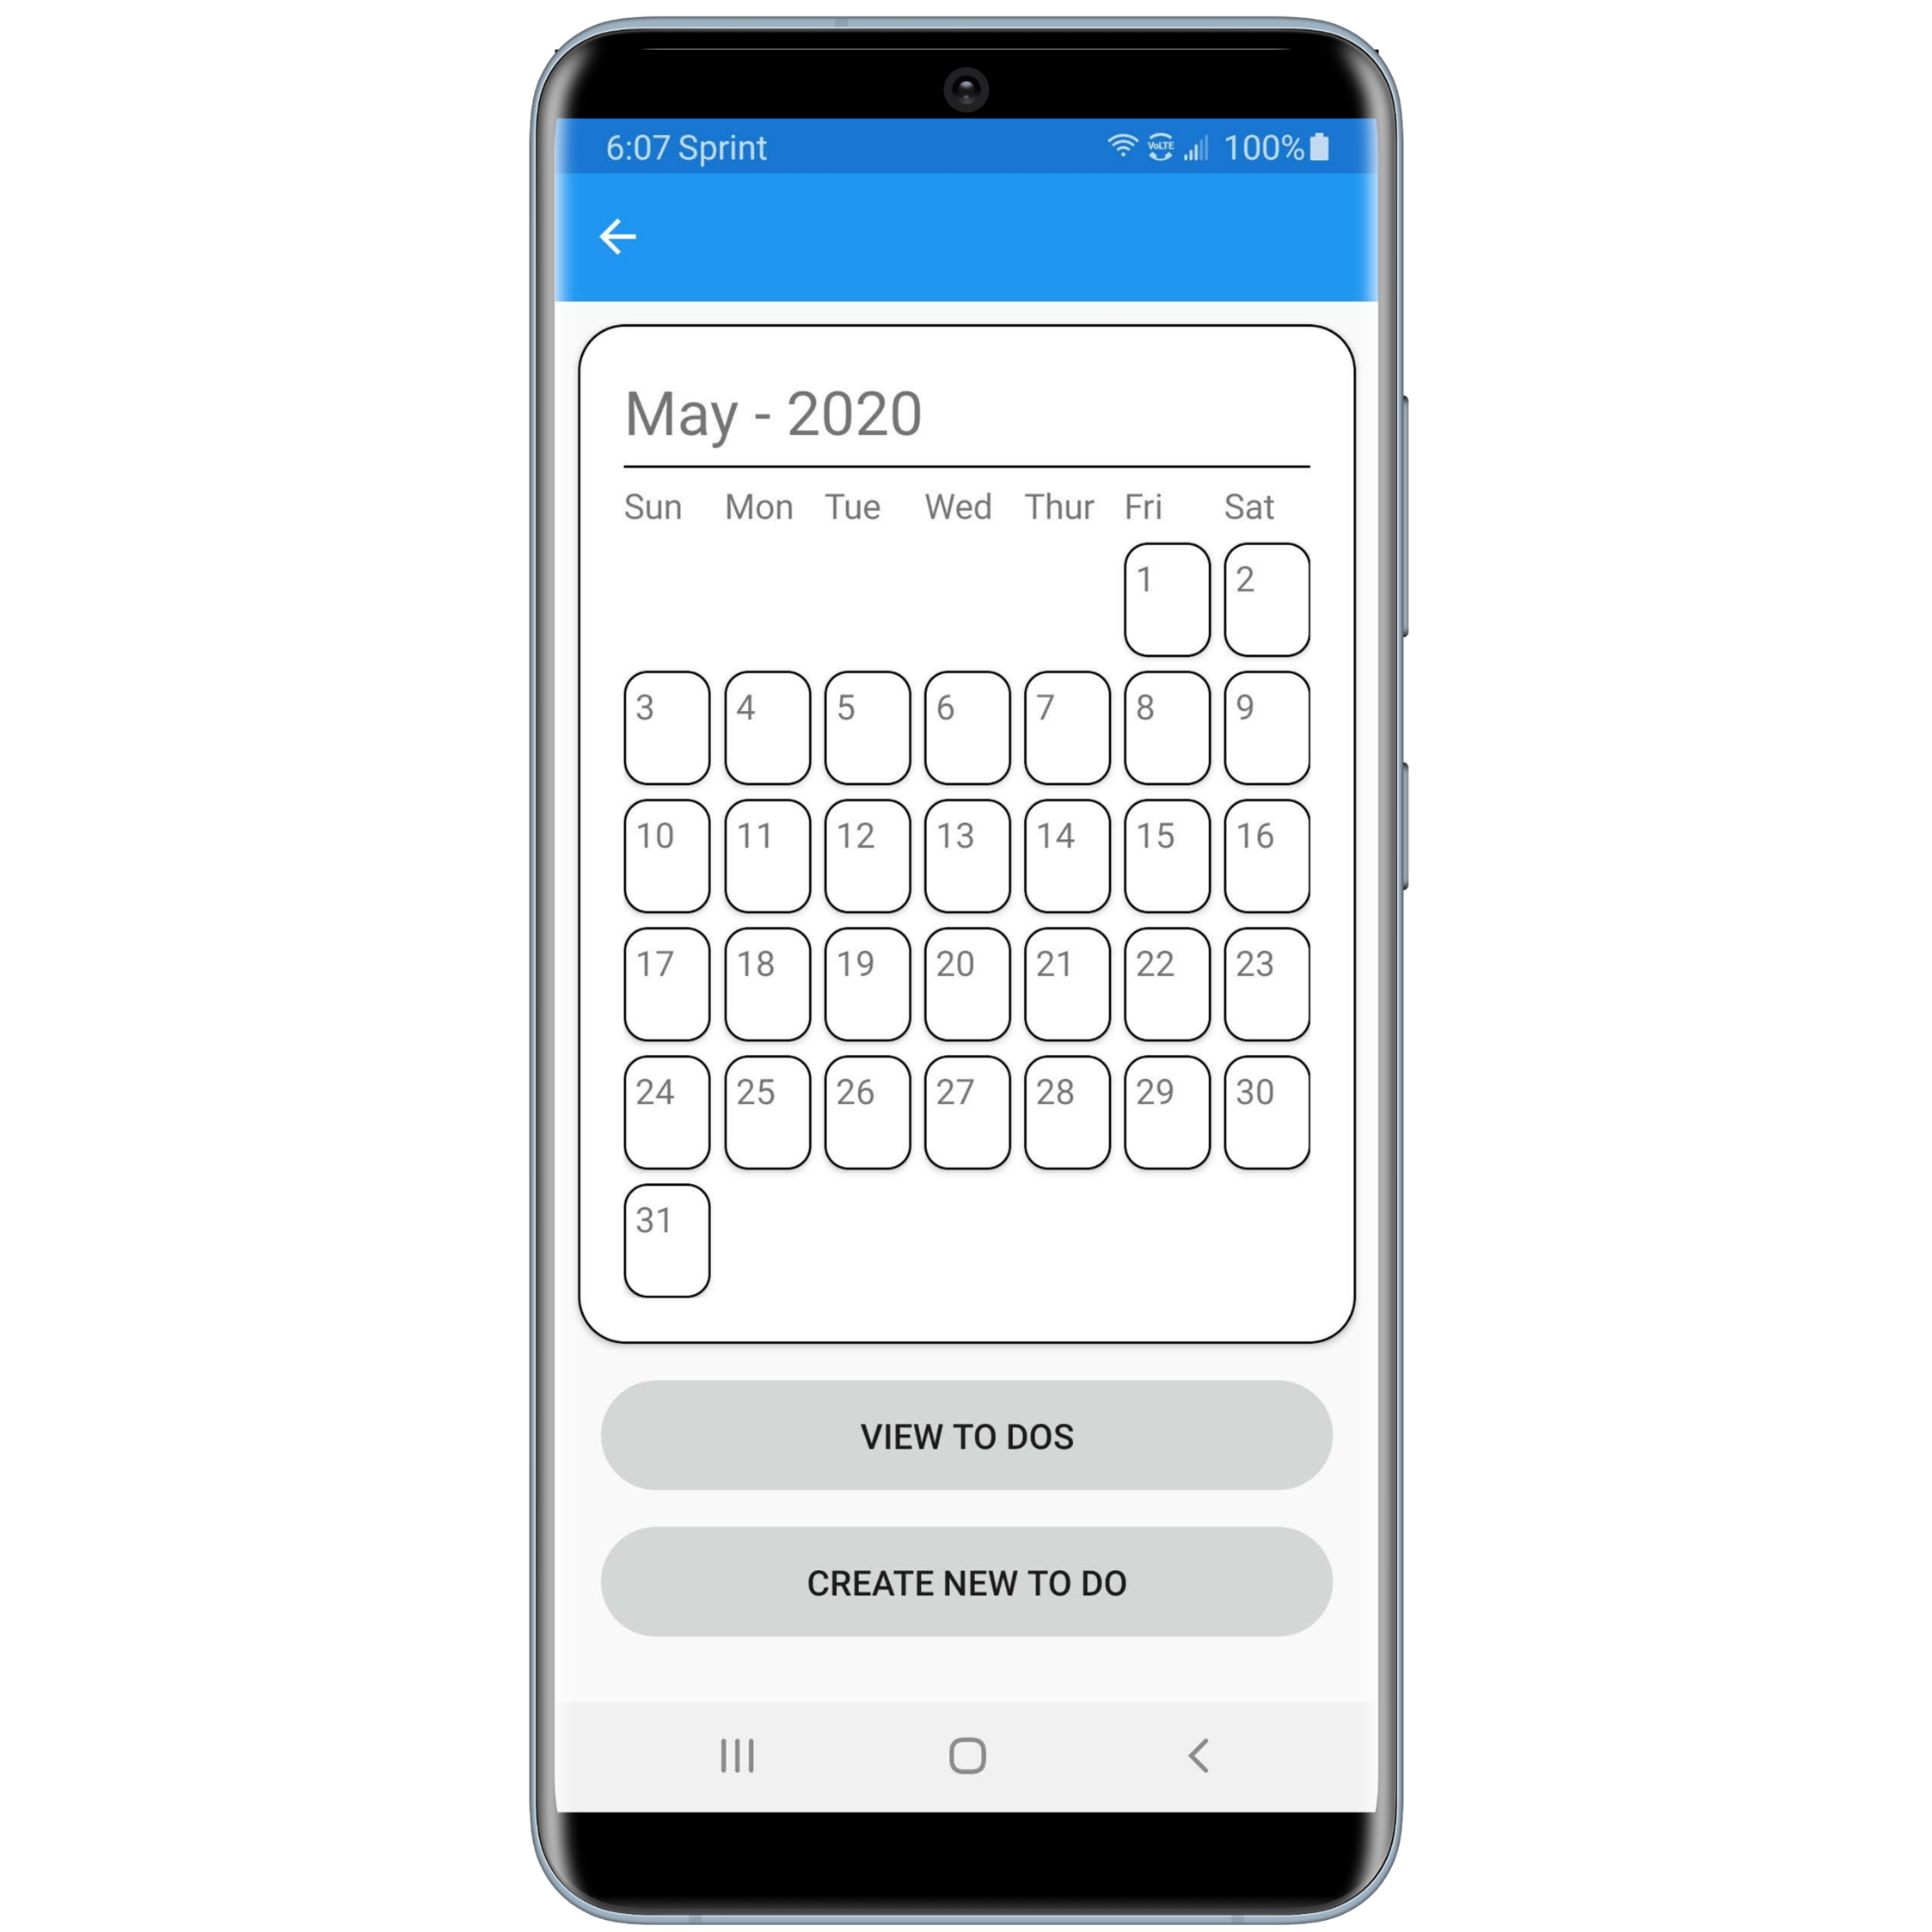 6:07 Sprint VoLTE 100%
May - 2020
Sun Mon Tue Wed Thur Fri Sat
1 2
3 4 5 6 7 8 9
10 11 12 13 14 15 16
17 18 19 20 21 22 23
24 25 26 27 28 29 30
31
VIEW TO DOS
CREATE NEW TO DO